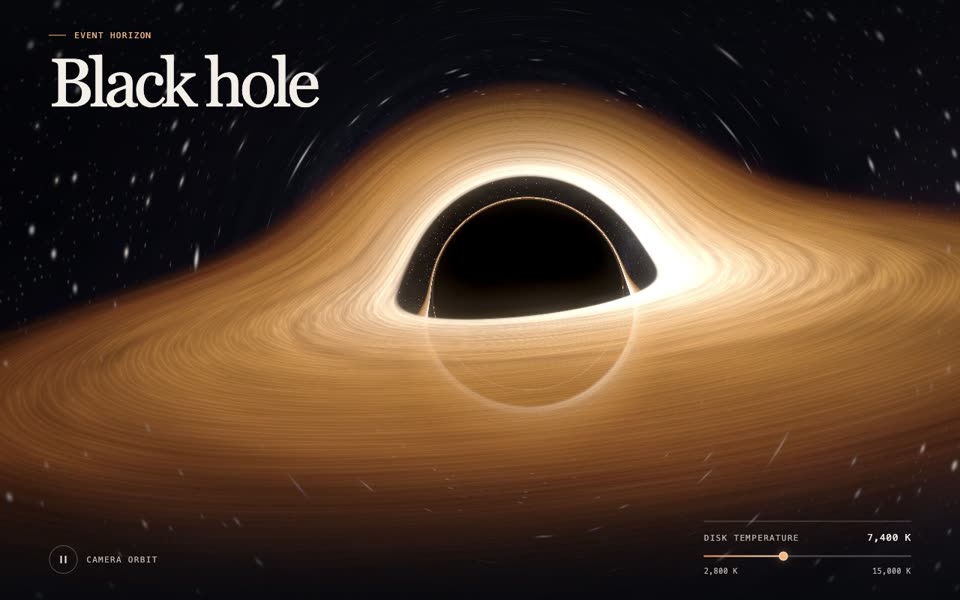 EVENT HORIZON
Black hole
DISK TEMPERATURE 7,400 K
2,800 K 15,000 K
CAMERA ORBIT